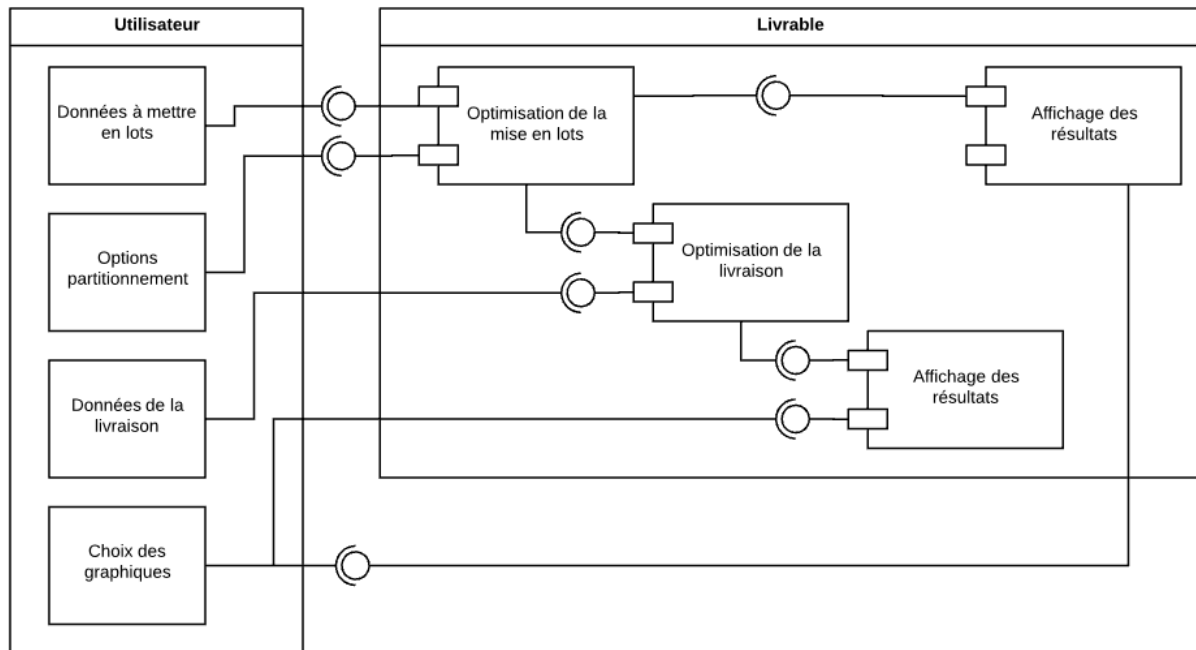 Utilisateur
Livrable
Données à mettre
en lots
Optimisation de la
mise en lots
Affichage des
résultats
Options
partitionnement
Optimisation de la
livraison
Données de la
livraison
Affichage des
résultats
Choix des
graphiques